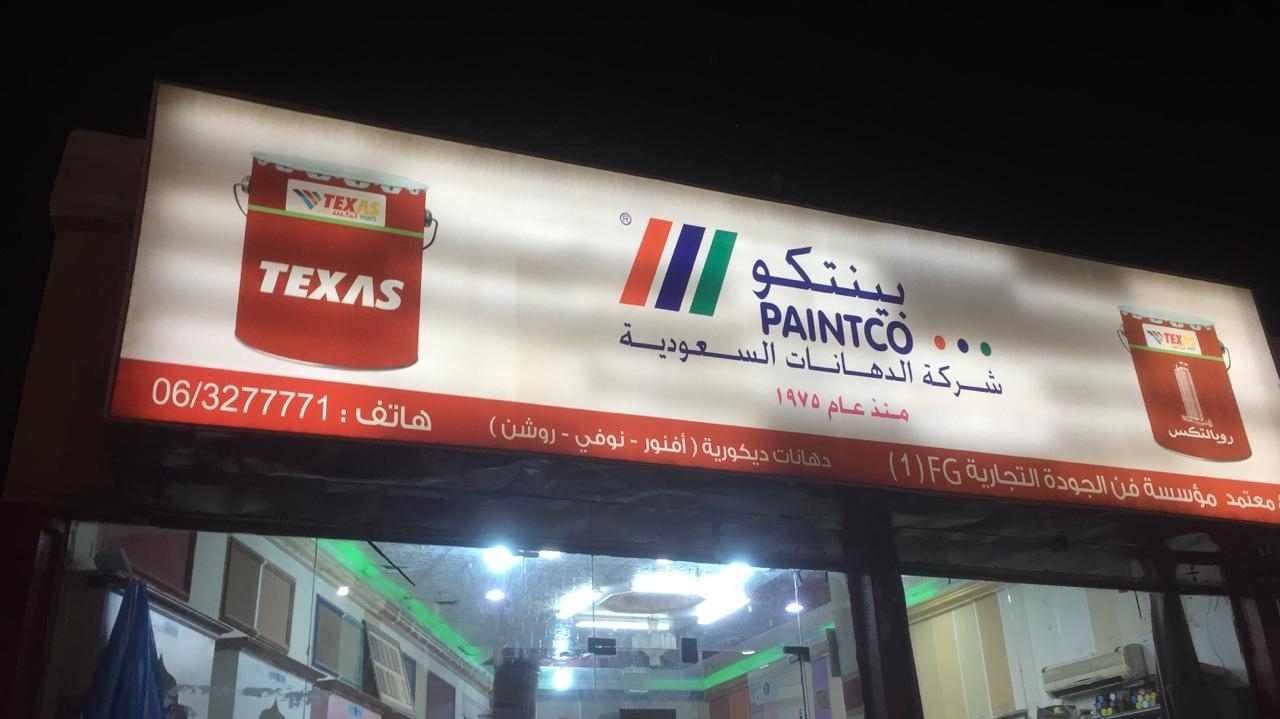 TEXAS
تكساس PAINTS
TEXAS
®
بينتكو
PAINTCO
شركة الدهانات السعودية
منذ عام ١٩٧٥
TEXAS
روبالتكس
معتمد مؤسسة فن الجودة التجارية FG (1)
دهانات ديكورية ( أفنور - نوفي - روشن )
هاتف : 06/3277771